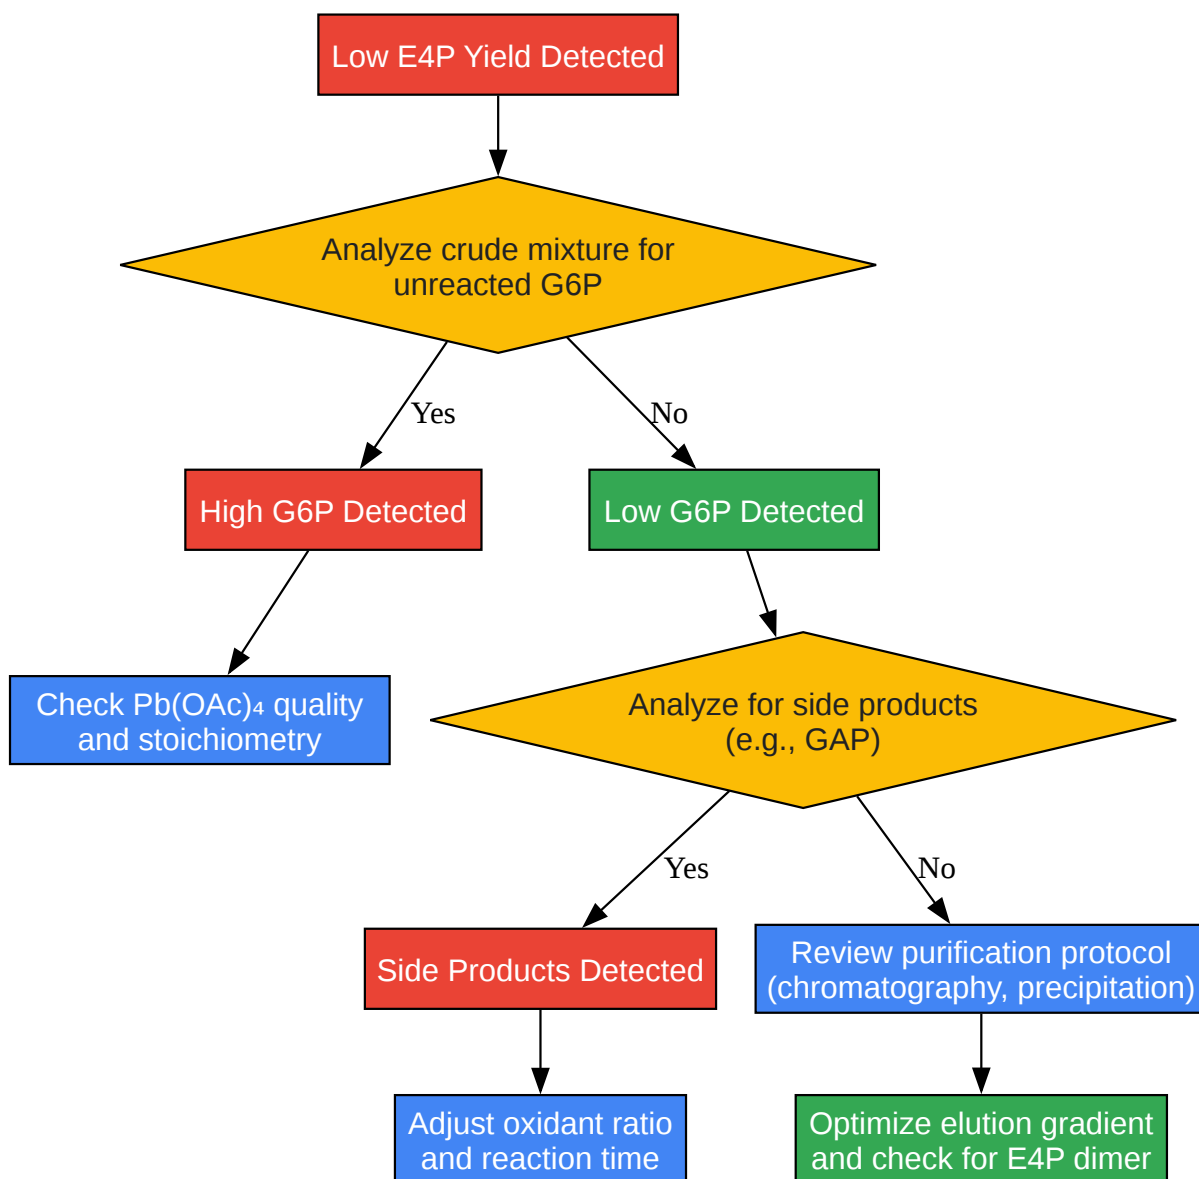 Low E4P Yield Detected
Analyze crude mixture for
unreacted G6P
Yes
No
High G6P Detected
Low G6P Detected
Check Pb(OAc)₄ quality
and stoichiometry
Analyze for side products
(e.g., GAP)
Yes
No
Side Products Detected
Review purification protocol
(chromatography, precipitation)
Adjust oxidant ratio
and reaction time
Optimize elution gradient
and check for E4P dimer